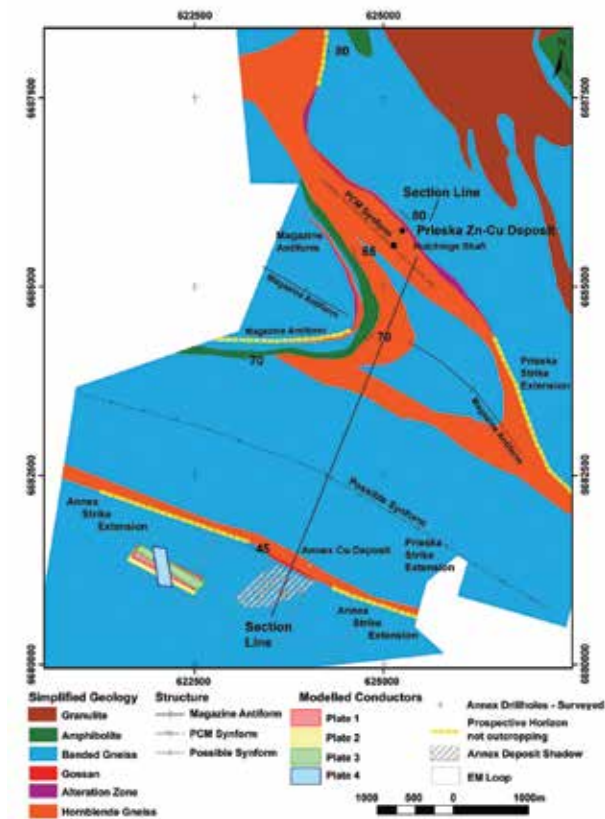 622500 625000
80
N
6687500 6687500
Section Line
80
PCM Synform
Prieska Zn-Cu Deposit
Hutchings Shaft
Magazine
Antiforms
65
Magazine Antiform
6685000 6685000
Magazine Antiform
70
70
Prieska
Strike
Extension
Magazine Antiform
6682500 6682500
Possible Synform
Annex
Strike
Extension
45
Annex Cu Deposit
Prieska
Strike
Extension
Annex
Strike
Extension
Section
Line
6680000 6680000
622500 625000
Simplified Geology
Granulite
Amphibolite
Banded Gneiss
Gossan
Alteration Zone
Hornblende Gneiss
Structure
Magazine Antiform
PCM Synform
Possible Synform
Modelled Conductors
Plate 1
Plate 2
Plate 3
Plate 4
Annex Drillholes - Surveyed
Prospective Horizon
not outcropping
Annex Deposit Shadow
EM Loop
1000 500 0 1000m